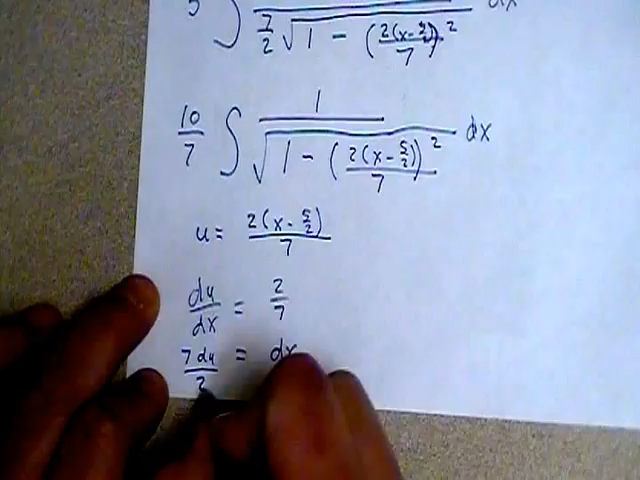 5 ∫ 7/2 √1 - (2(x-5/2)/7)² dx
10/7 ∫ 1/√1 - (2(x-5/2)/7)² dx
u = 2(x-5/2)/7
du/dx = 2/7
7du/2 = dx